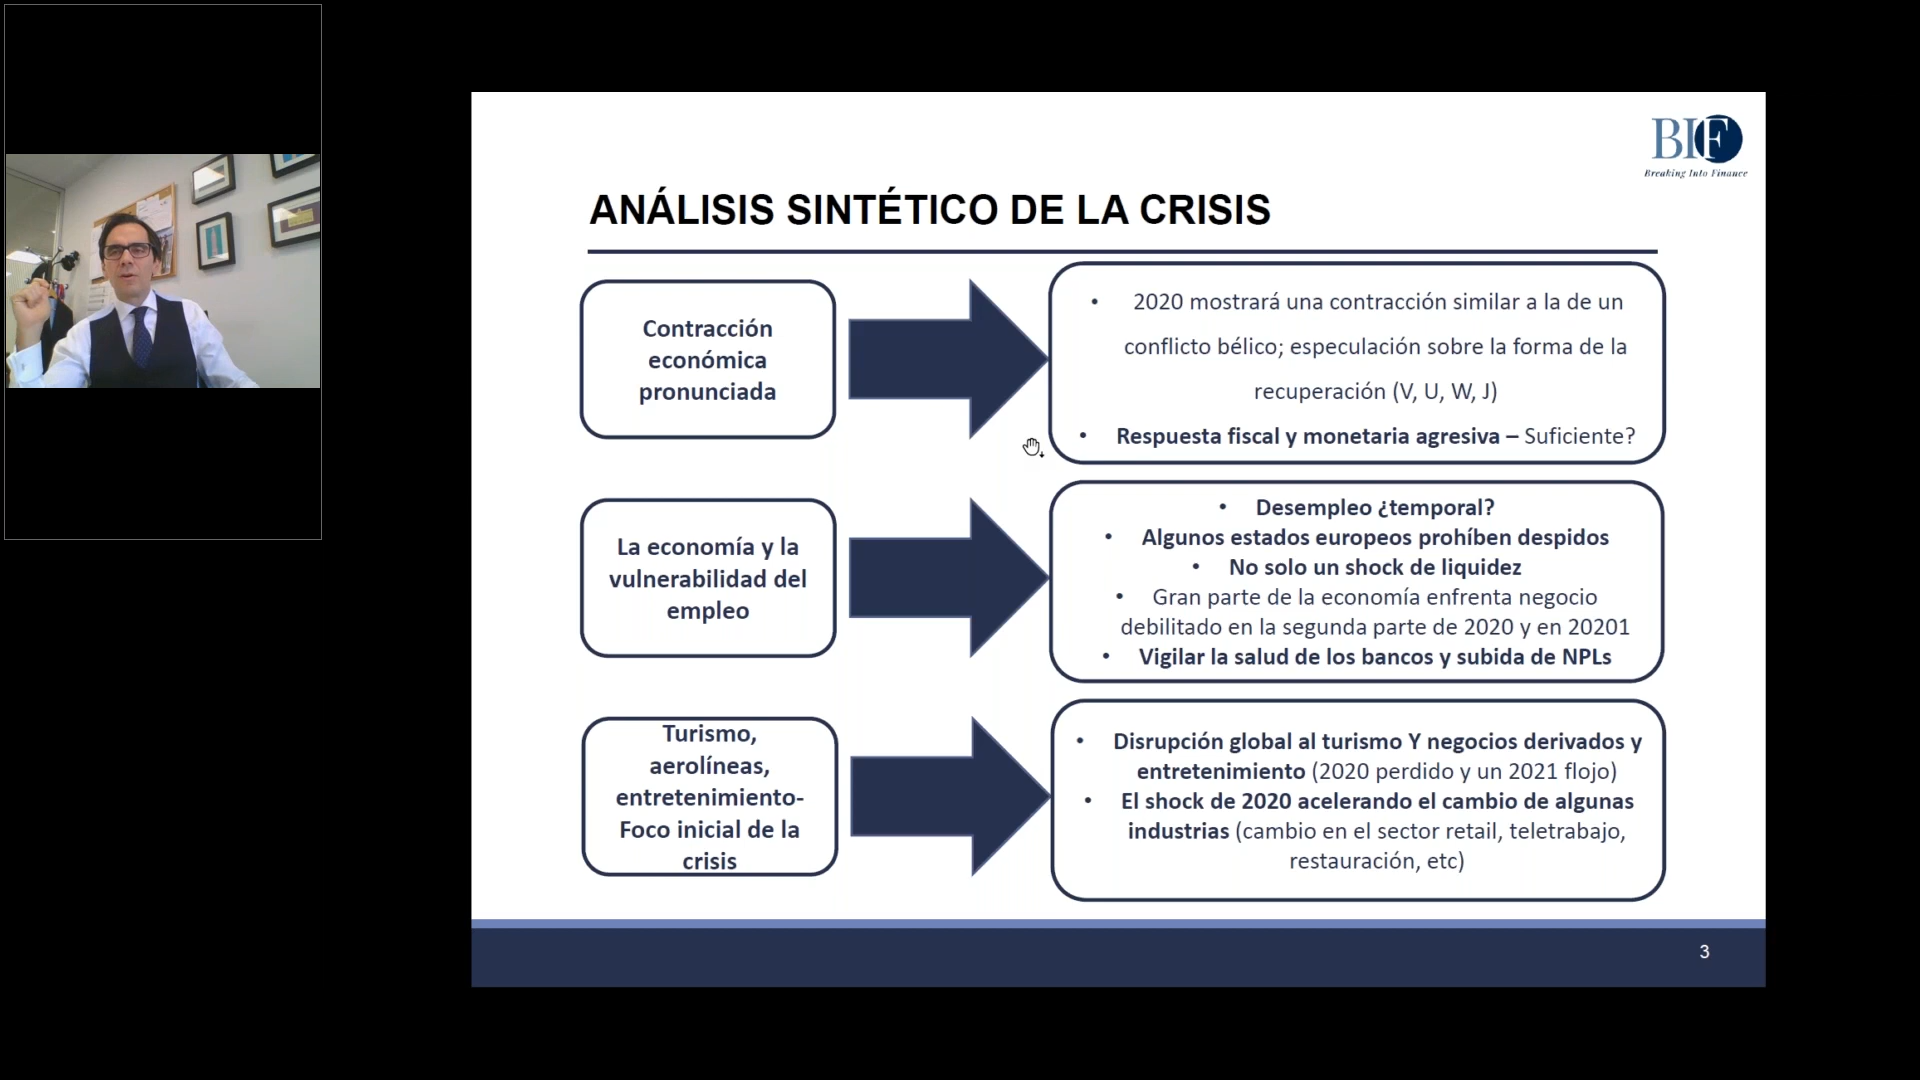 BIF
Breaking Into Finance
ANÁLISIS SINTÉTICO DE LA CRISIS
Contracción
económica
pronunciada
• 2020 mostrará una contracción similar a la de un
conflicto bélico; especulación sobre la forma de la
recuperación (V, U, W, J)
• Respuesta fiscal y monetaria agresiva – Suficiente?
La economía y la
vulnerabilidad del
empleo
• Desempleo ¿temporal?
• Algunos estados europeos prohíben despidos
• No solo un shock de liquidez
• Gran parte de la economía enfrenta negocio
debilitado en la segunda parte de 2020 y en 20201
• Vigilar la salud de los bancos y subida de NPLs
Turismo,
aerolíneas,
entretenimiento-
Foco inicial de la
crisis
• Disrupción global al turismo Y negocios derivados y
entretenimiento (2020 perdido y un 2021 flojo)
• El shock de 2020 acelerando el cambio de algunas
industrias (cambio en el sector retail, teletrabajo,
restauración, etc)
3